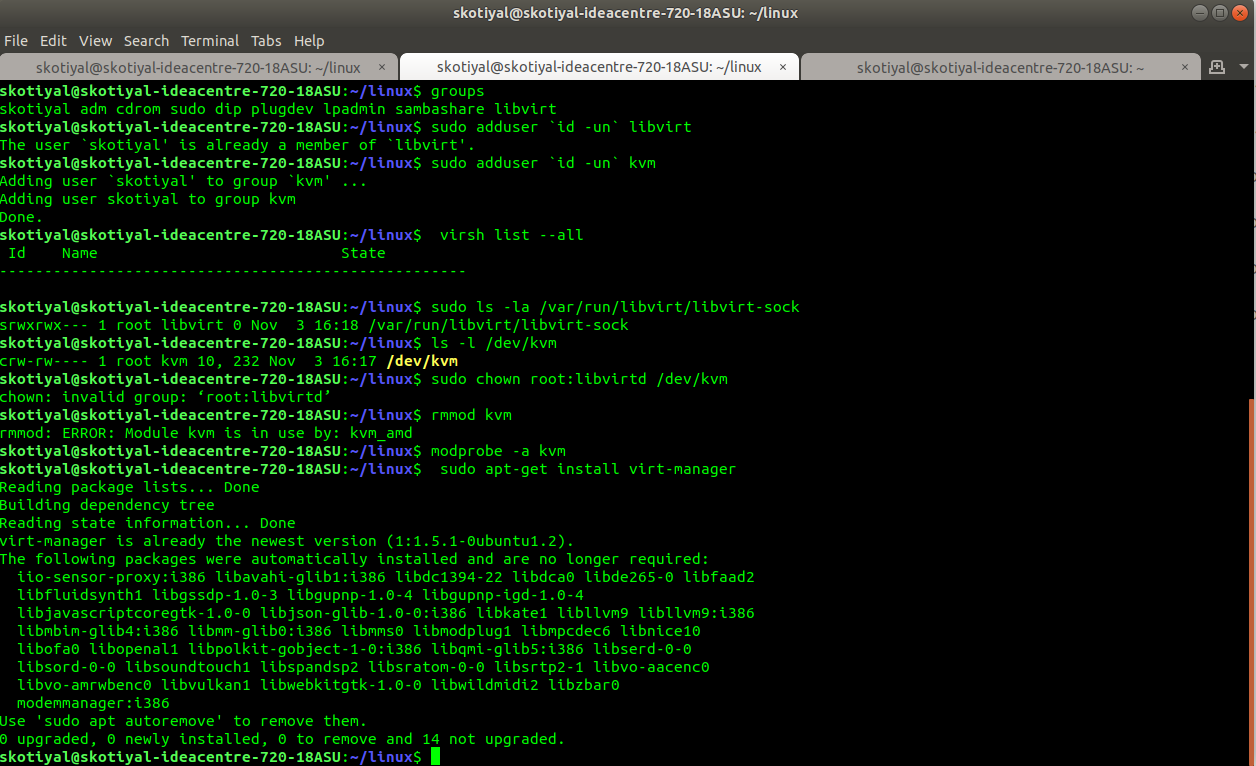 skotiyal@skotiyal-ideacentre-720-18ASU: ~/linux
File Edit View Search Terminal Tabs Help
skotiyal@skotiyal-ideacentre-720-18ASU: ~/linux × skotiyal@skotiyal-ideacentre-720-18ASU: ~/linux × skotiyal@skotiyal-ideacentre-720-18ASU: ~ ×
skotiyal@skotiyal-ideacentre-720-18ASU:~/linux$ groups
skotiyal adm cdrom sudo dip plugdev lpadmin sambashare libvirt
skotiyal@skotiyal-ideacentre-720-18ASU:~/linux$ sudo adduser `id -un` libvirt
The user `skotiyal' is already a member of `libvirt'.
skotiyal@skotiyal-ideacentre-720-18ASU:~/linux$ sudo adduser `id -un` kvm
Adding user `skotiyal' to group `kvm' ...
Adding user skotiyal to group kvm
Done.
skotiyal@skotiyal-ideacentre-720-18ASU:~/linux$  virsh list --all
 Id    Name                           State
----------------------------------------------------
skotiyal@skotiyal-ideacentre-720-18ASU:~/linux$ sudo ls -la /var/run/libvirt/libvirt-sock
srwxrwx--- 1 root libvirt 0 Nov  3 16:18 /var/run/libvirt/libvirt-sock
skotiyal@skotiyal-ideacentre-720-18ASU:~/linux$ ls -l /dev/kvm
crw-rw---- 1 root kvm 10, 232 Nov  3 16:17 /dev/kvm
skotiyal@skotiyal-ideacentre-720-18ASU:~/linux$ sudo chown root:libvirtd /dev/kvm
chown: invalid group: ‘root:libvirtd’
skotiyal@skotiyal-ideacentre-720-18ASU:~/linux$ rmmod kvm
rmmod: ERROR: Module kvm is in use by: kvm_amd
skotiyal@skotiyal-ideacentre-720-18ASU:~/linux$ modprobe -a kvm
skotiyal@skotiyal-ideacentre-720-18ASU:~/linux$  sudo apt-get install virt-manager
Reading package lists... Done
Building dependency tree
Reading state information... Done
virt-manager is already the newest version (1:1.5.1-0ubuntu1.2).
The following packages were automatically installed and are no longer required:
  iio-sensor-proxy:i386 libavahi-glib1:i386 libdc1394-22 libdca0 libde265-0 libfaad2
  libfluidsynth1 libgssdp-1.0-3 libgupnp-1.0-4 libgupnp-igd-1.0-4
  libjavascriptcoregtk-1.0-0 libjson-glib-1.0-0:i386 libkate1 libllvm9 libllvm9:i386
  libmbim-glib4:i386 libmm-glib0:i386 libmms0 libmodplug1 libmpcdec6 libnice10
  libofa0 libopenal1 libpolkit-gobject-1-0:i386 libqmi-glib5:i386 libserd-0-0
  libsord-0-0 libsoundtouch1 libspandsp2 libsratom-0-0 libsrtp2-1 libvo-aacenc0
  libvo-amrwbenc0 libvulkan1 libwebkitgtk-1.0-0 libwildmidi2 libzbar0
  modemmanager:i386
Use 'sudo apt autoremove' to remove them.
0 upgraded, 0 newly installed, 0 to remove and 14 not upgraded.
skotiyal@skotiyal-ideacentre-720-18ASU:~/linux$